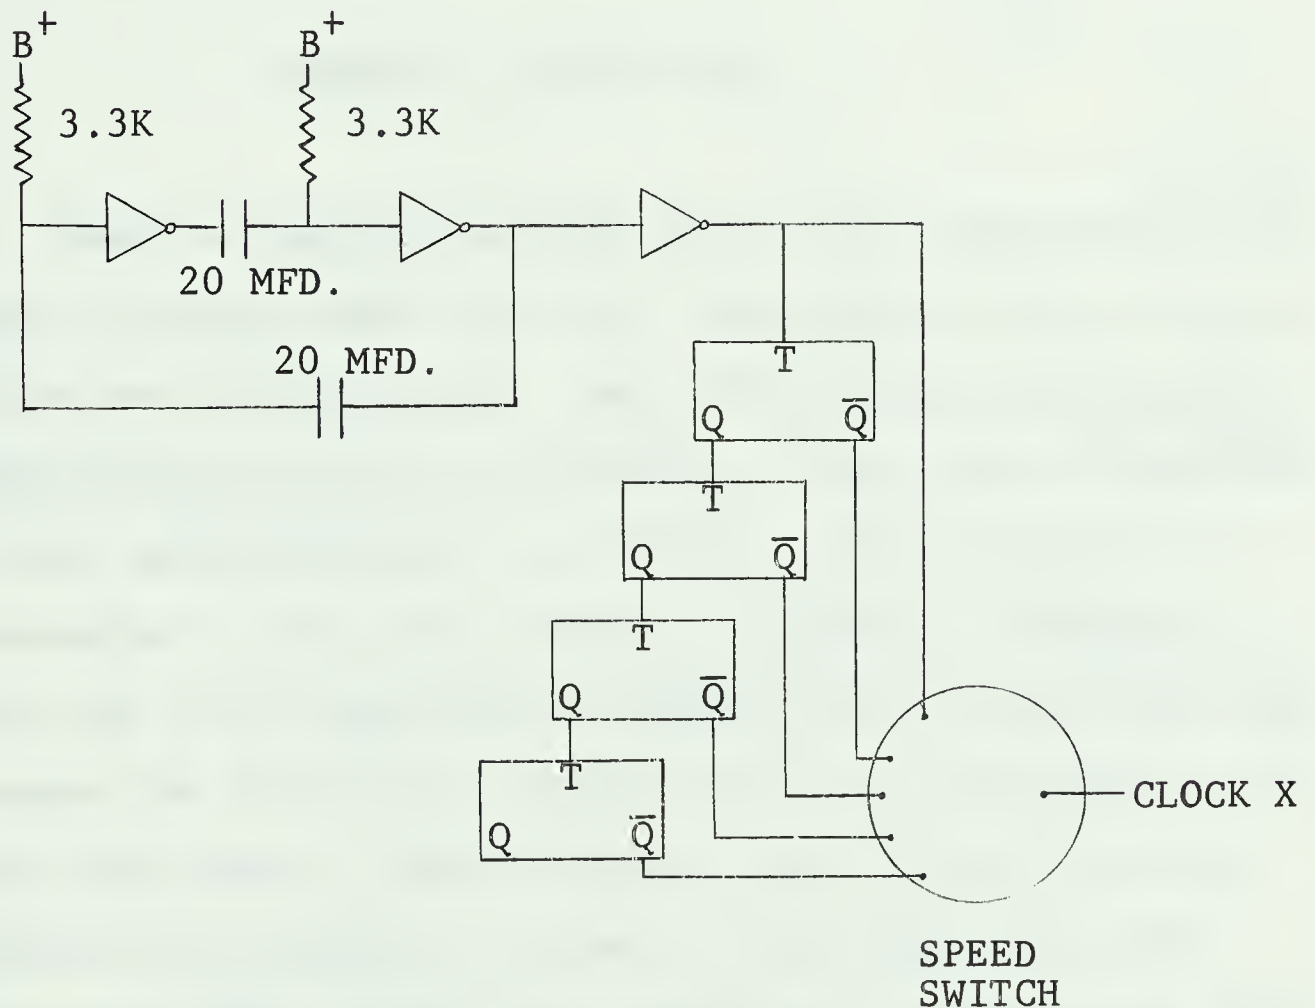 B+
B+
3.3K
3.3K
20 MFD.
20 MFD.
T
Q
Q̅
T
Q
Q̅
T
Q
Q̅
T
Q
Q̅
CLOCK X
SPEED
SWITCH